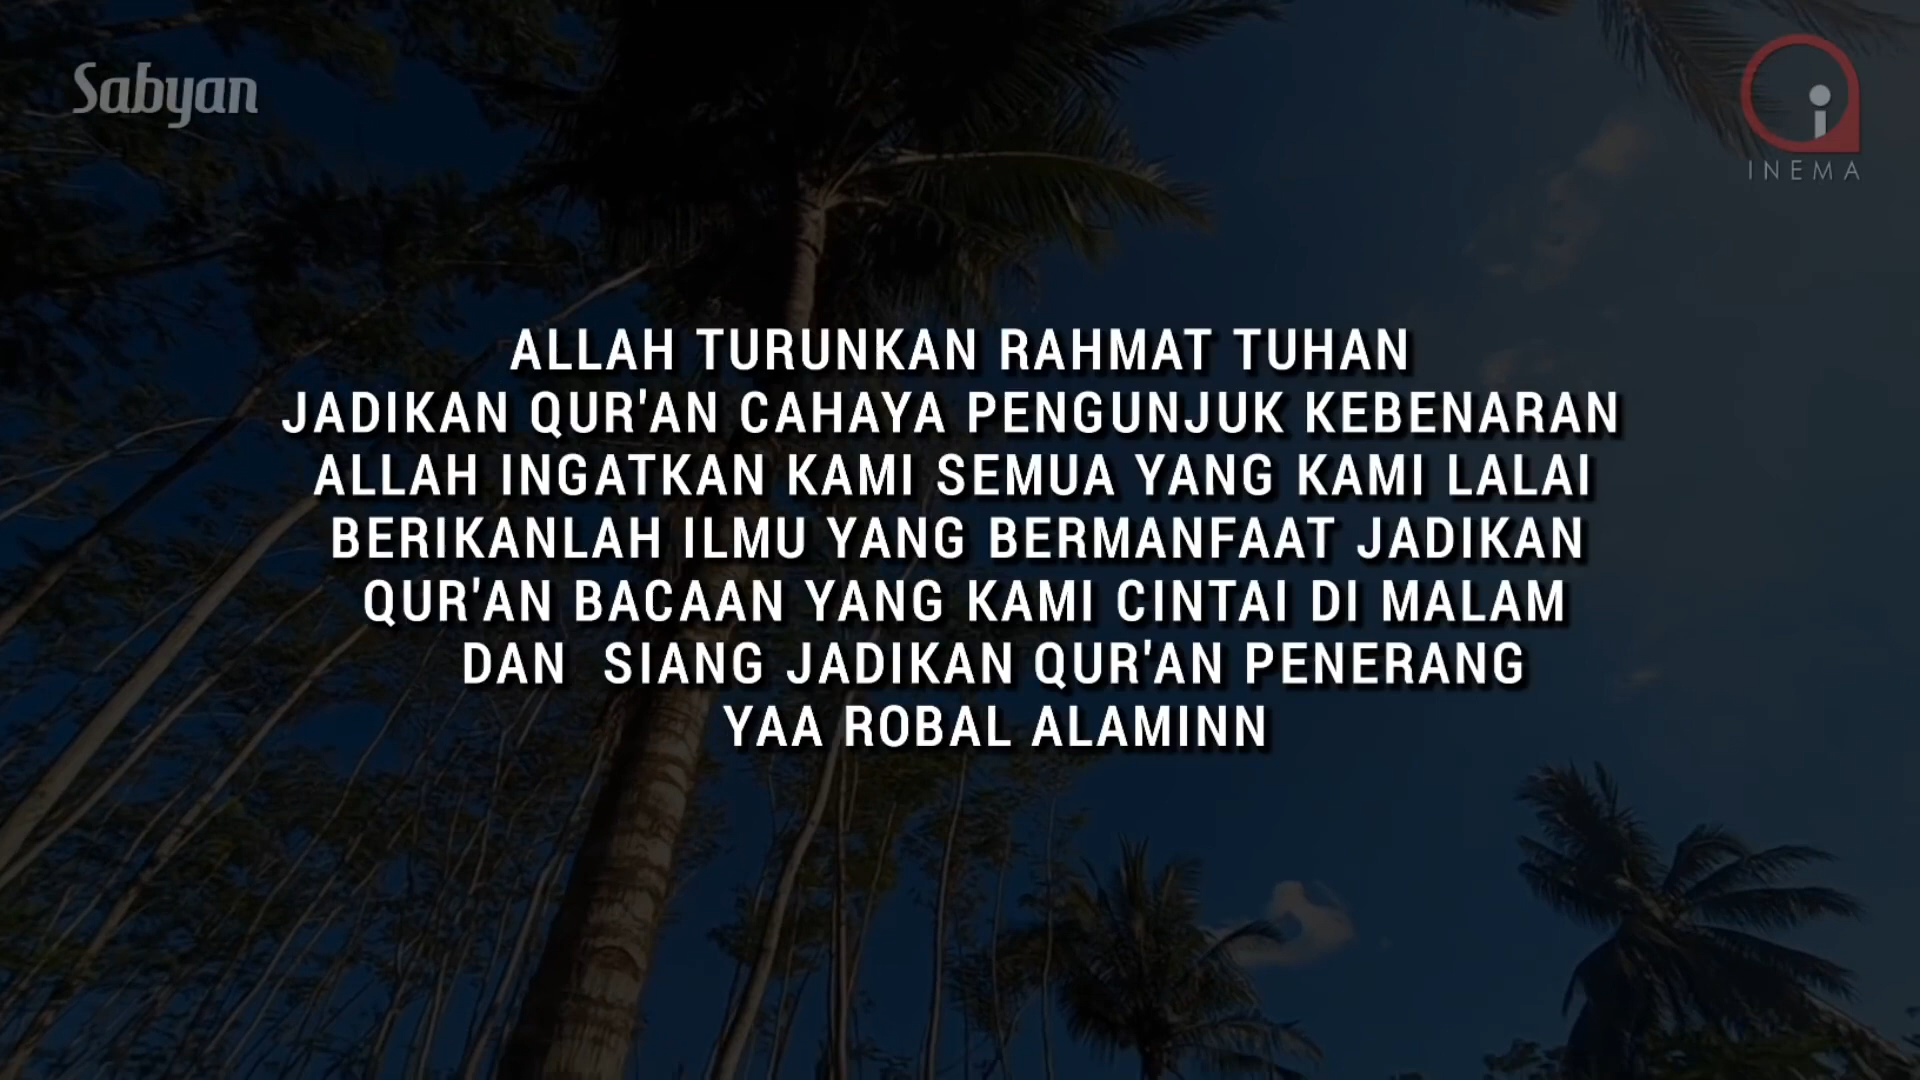 Sabyan
i
INEMA
ALLAH TURUNKAN RAHMAT TUHAN
JADIKAN QUR'AN CAHAYA PENGUNJUK KEBENARAN
ALLAH INGATKAN KAMI SEMUA YANG KAMI LALAI
BERIKANLAH ILMU YANG BERMANFAAT JADIKAN
QUR'AN BACAAN YANG KAMI CINTAI DI MALAM
DAN  SIANG JADIKAN QUR'AN PENERANG
YAA ROBAL ALAMINN